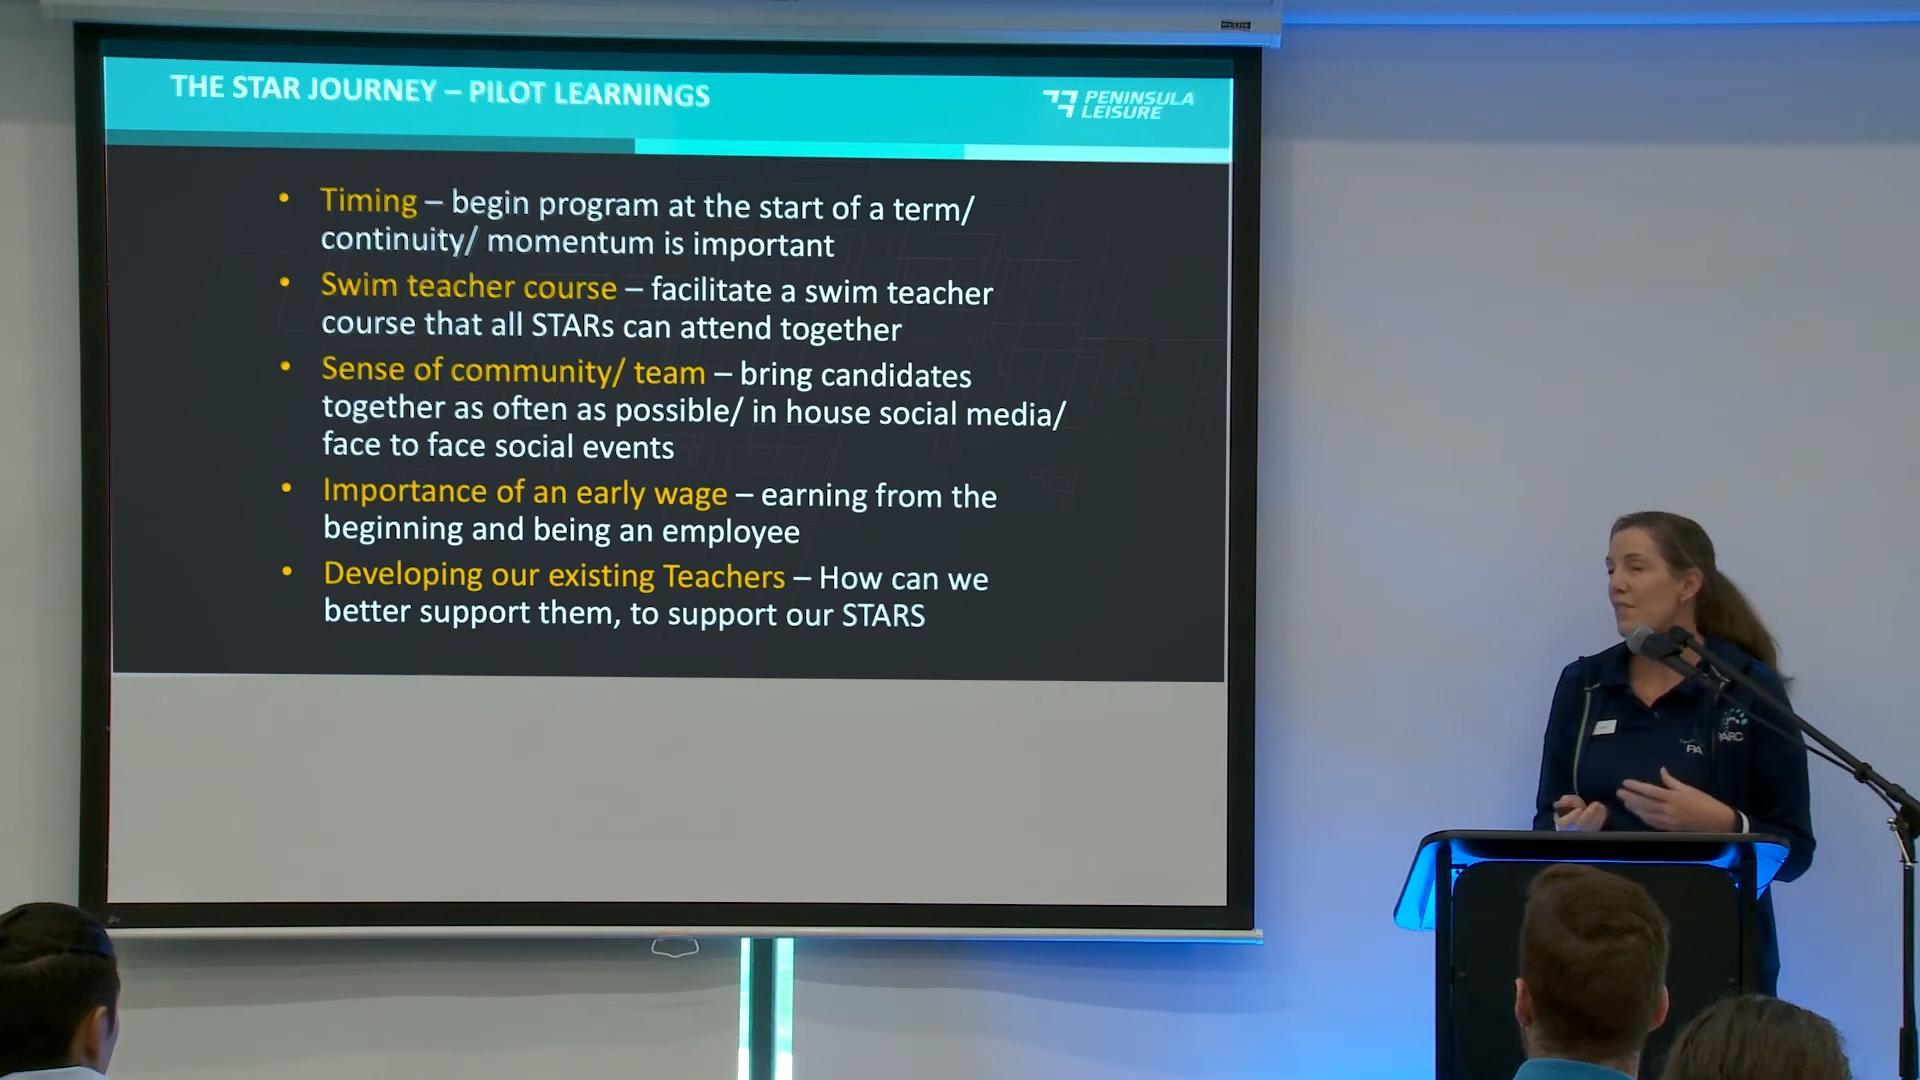 THE STAR JOURNEY – PILOT LEARNINGS
PENINSULA
LEISURE
• Timing – begin program at the start of a term/
continuity/ momentum is important
• Swim teacher course – facilitate a swim teacher
course that all STARs can attend together
• Sense of community/ team – bring candidates
together as often as possible/ in house social media/
face to face social events
• Importance of an early wage – earning from the
beginning and being an employee
• Developing our existing Teachers – How can we
better support them, to support our STARS
PARC